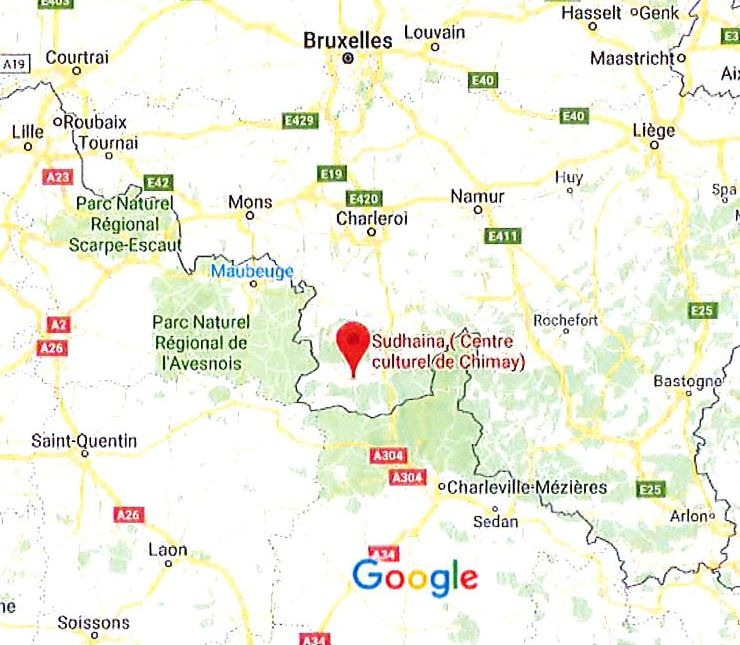 E403
Hasselt
Genk
Bruxelles
Louvain
E3
Courtrai
A19
Maastricht
E40
Roubaix
E429
E40
Lille
Tournai
Liège
A23
E42
E19
Huy
Parc Naturel
Régional
Scarpe-Escaut
Mons
E420
Charleroi
Namur
Spa
E411
Maubeuge
A2
A26
Parc Naturel
Régional de
l'Avesnois
Sudhaina,( Centre
culturel de Chimay)
Rochefort
E25
Bastogne
Saint-Quentin
A304
A304
Charleville-Mézières
E25
A26
Sedan
Arlon
Laon
A34
Google
Soissons
A34